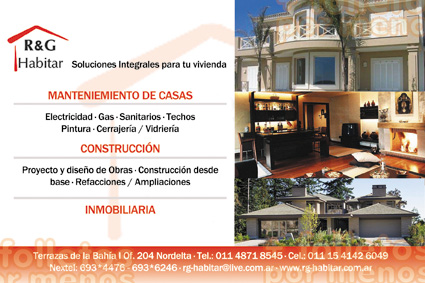 R&G
Habitar
Soluciones Integrales para tu vivienda
MANTENIEMIENTO DE CASAS
Electricidad · Gas · Sanitarios · Techos
Pintura · Cerrajería / Vidriería
CONSTRUCCIÓN
Proyecto y diseño de Obras · Construcción desde
base · Refacciones / Ampliaciones
INMOBILIARIA
Terrazas de la Bahía I Of. 204 Nordelta · Tel.: 011 4871 8545 · Cel.: 011 15 4142 6049
Nextel: 693*4476 · 693*6246 · rg-habitar@live.com.ar · www.rg-habitar.com.ar